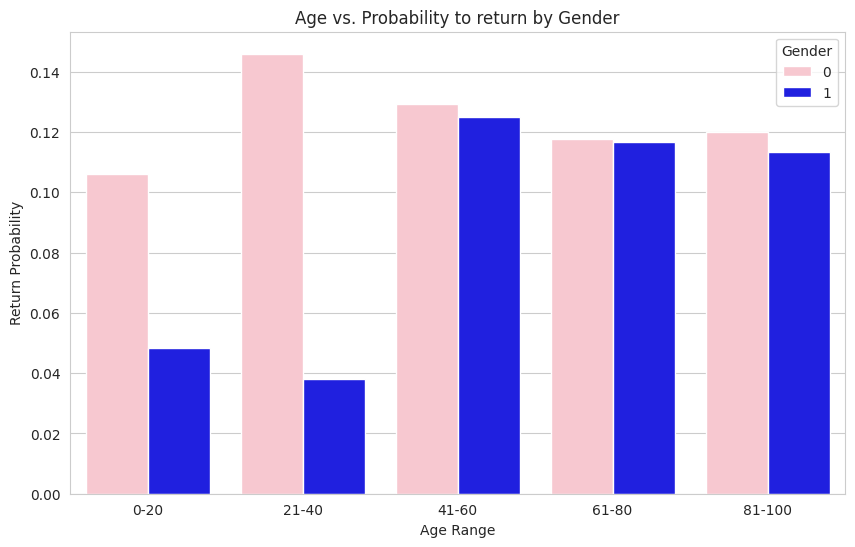 Age vs. Probability to return by Gender
Gender
0
1
Return Probability
0.14
0.12
0.10
0.08
0.06
0.04
0.02
0.00
0-20 21-40 41-60 61-80 81-100
Age Range